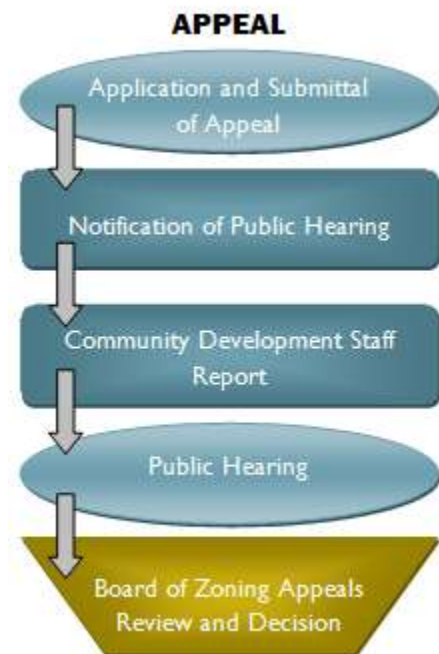 APPEAL
Application and Submittal
of Appeal
Notification of Public Hearing
Community Development Staff
Report
Public Hearing
Board of Zoning Appeals
Review and Decision